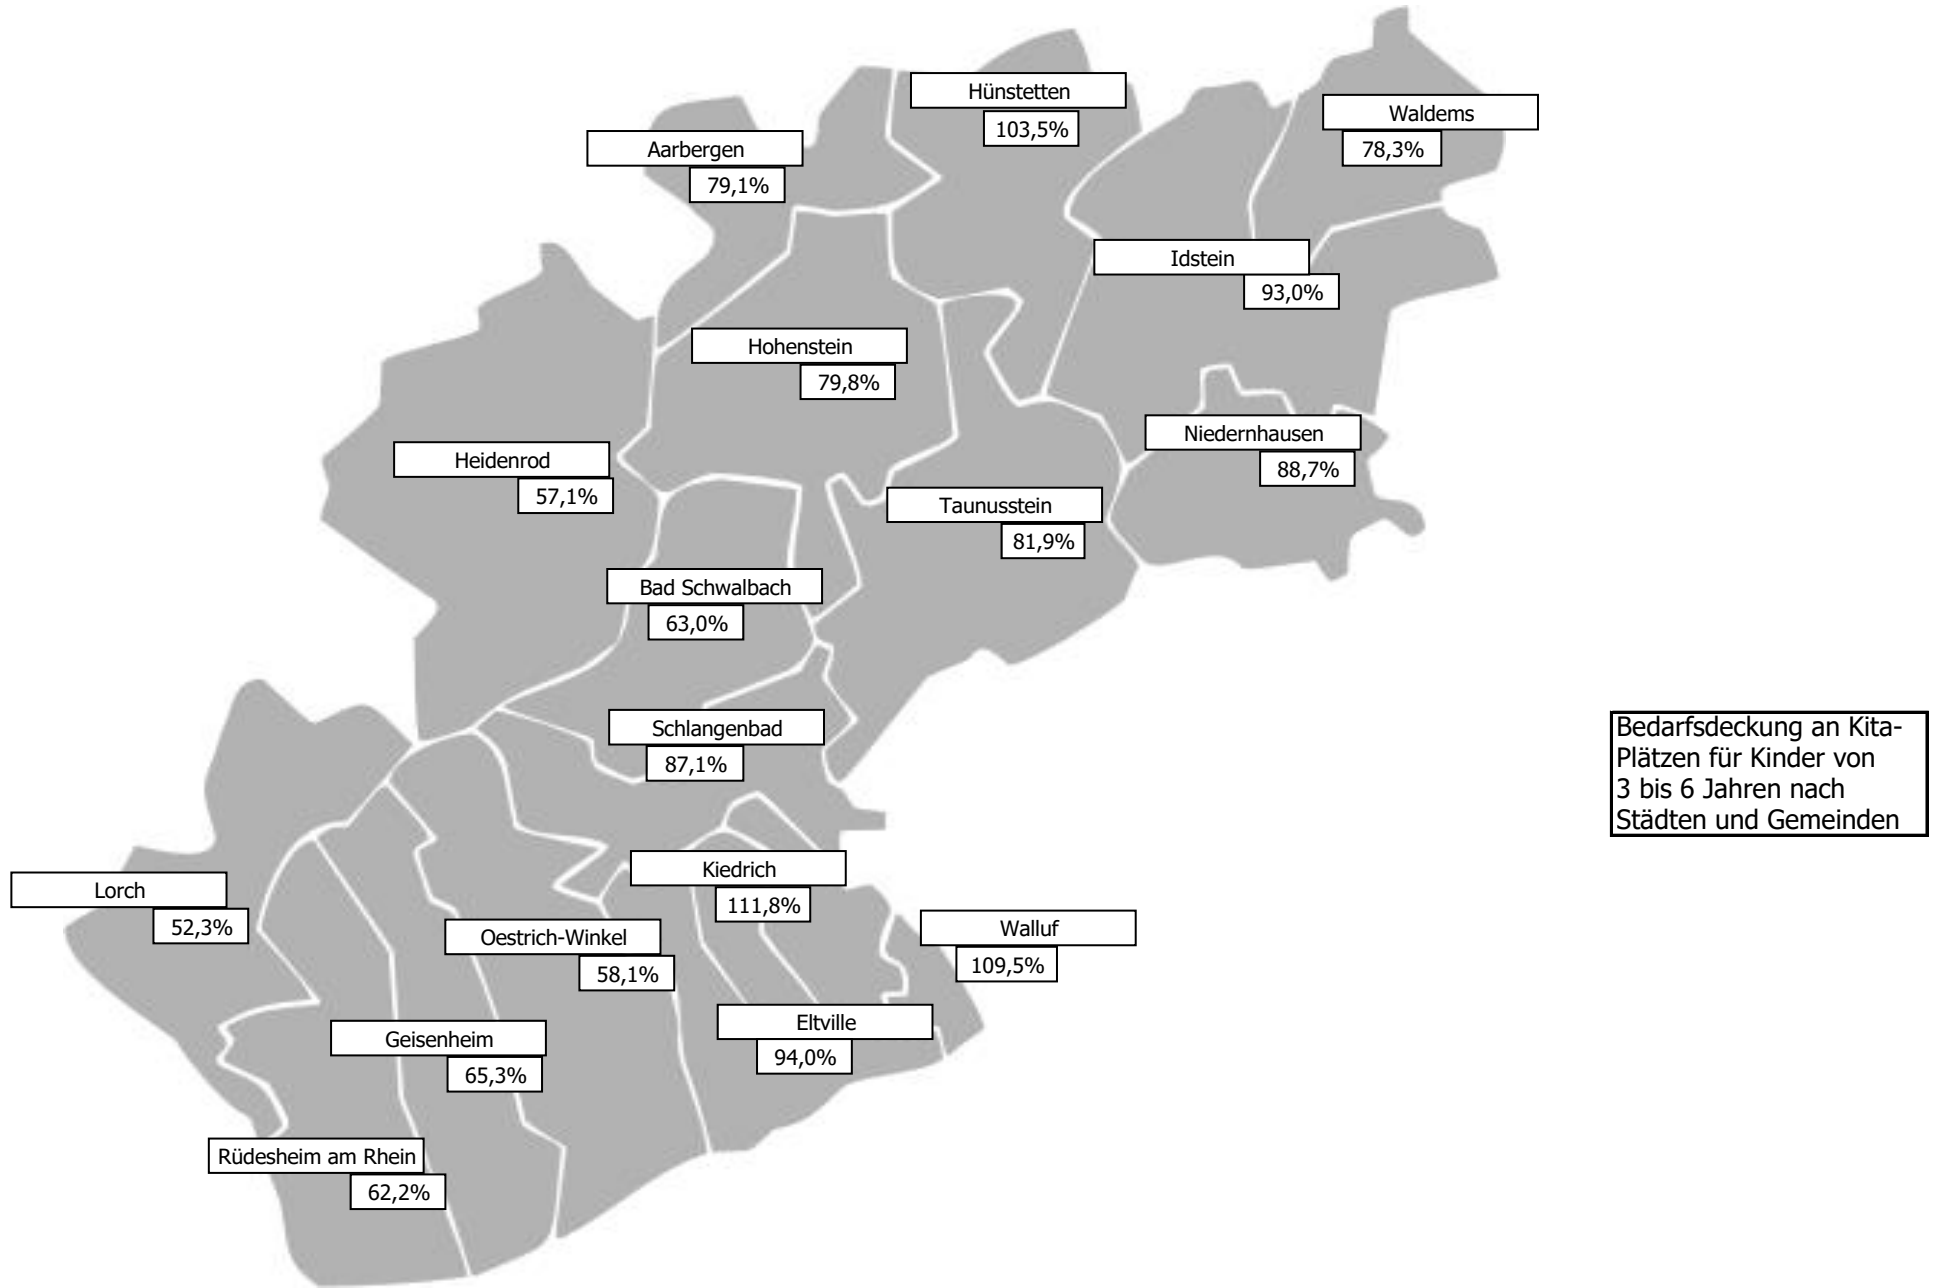 Hünstetten
103,5%
Waldems
78,3%
Aarbergen
79,1%
Idstein
93,0%
Hohenstein
79,8%
Niedernhausen
88,7%
Heidenrod
57,1%
Taunusstein
81,9%
Bad Schwalbach
63,0%
Schlangenbad
87,1%
Bedarfsdeckung an Kita-
Plätzen für Kinder von
3 bis 6 Jahren nach
Städten und Gemeinden
Kiedrich
111,8%
Lorch
52,3%
Oestrich-Winkel
58,1%
Walluf
109,5%
Eltville
94,0%
Geisenheim
65,3%
Rüdesheim am Rhein
62,2%